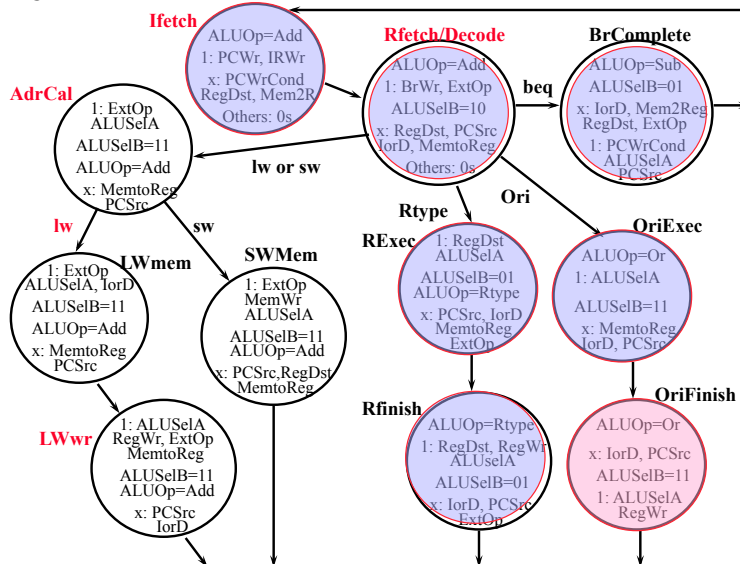 Ifetch
ALUOp=Add
1: PCWr, IRWr
x: PCWrCond
RegDst, Mem2R
Others: 0s
Rfetch/Decode
ALUOp=Add
1: BrWr, ExtOp
ALUSelB=10
x: RegDst, PCSrc
IorD, MemtoReg
Others: 0s
beq
BrComplete
ALUOp=Sub
ALUSelB=01
x: IorD, Mem2Reg
RegDst, ExtOp
1: PCWrCond
ALUSelA
PCSrc
AdrCal
1: ExtOp
ALUSelA
ALUSelB=11
ALUOp=Add
x: MemtoReg
PCSrc
lw or sw
Rtype
Ori
lw
sw
LWmem
1: ExtOp
ALUSelA, IorD
ALUSelB=11
ALUOp=Add
x: MemtoReg
PCSrc
SWMem
1: ExtOp
MemWr
ALUSelA
ALUSelB=11
ALUOp=Add
x: PCSrc,RegDst
MemtoReg
RExec
1: RegDst
ALUSelA
ALUSelB=01
ALUOp=Rtype
x: PCSrc, IorD
MemtoReg
ExtOp
OriExec
ALUOp=Or
1: ALUSelA
ALUSelB=11
x: MemtoReg
IorD, PCSrc
LWwr
1: ALUSelA
RegWr, ExtOp
MemtoReg
ALUSelB=11
ALUOp=Add
x: PCSrc
IorD
Rfinish
ALUOp=Rtype
1: RegDst, RegWr
ALUselA
ALUSelB=01
x: IorD, PCSrc
ExtOp
OriFinish
ALUOp=Or
x: IorD, PCSrc
ALUSelB=11
1: ALUSelA
RegWr